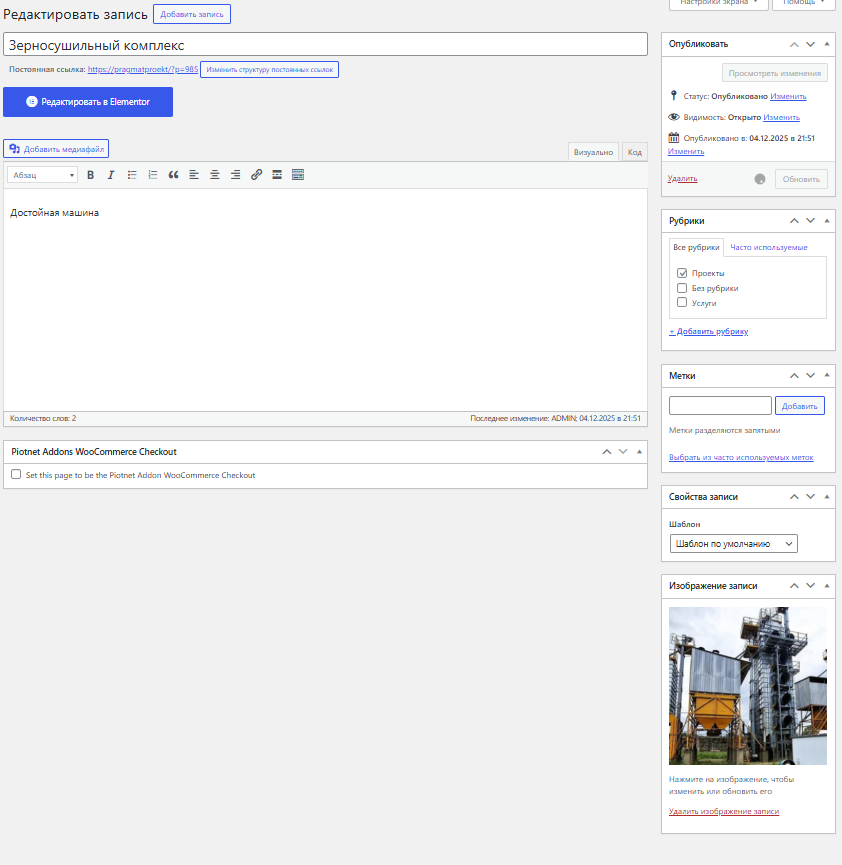 Настройки экрана
Помощь
Редактировать запись
Добавить запись
Зерносушильный комплекс
Постоянная ссылка: https://pragmatproekt/?p=985 Изменить структуру постоянных ссылок
Редактировать в Elementor
Добавить медиафайл
Визуально
Код
Абзац
B I
Достойная машина
Количество слов: 2
Последнее изменение: ADMIN; 04.12.2025 в 21:51
Piotnet Addons WooCommerce Checkout
Set this page to be the Piotnet Addon WooCommerce Checkout
Опубликовать
Просмотреть изменения
Статус: Опубликовано Изменить
Видимость: Открыто Изменить
Опубликовано в: 04.12.2025 в 21:51
Изменить
Удалить
Обновить
Рубрики
Все рубрики
Часто используемые
Проекты
Без рубрики
Услуги
+ Добавить рубрику
Метки
Добавить
Метки разделяются запятыми
Выбрать из часто используемых меток
Свойства записи
Шаблон
Шаблон по умолчанию
Изображение записи
Нажмите на изображение, чтобы
изменить или обновить его
Удалить изображение записи